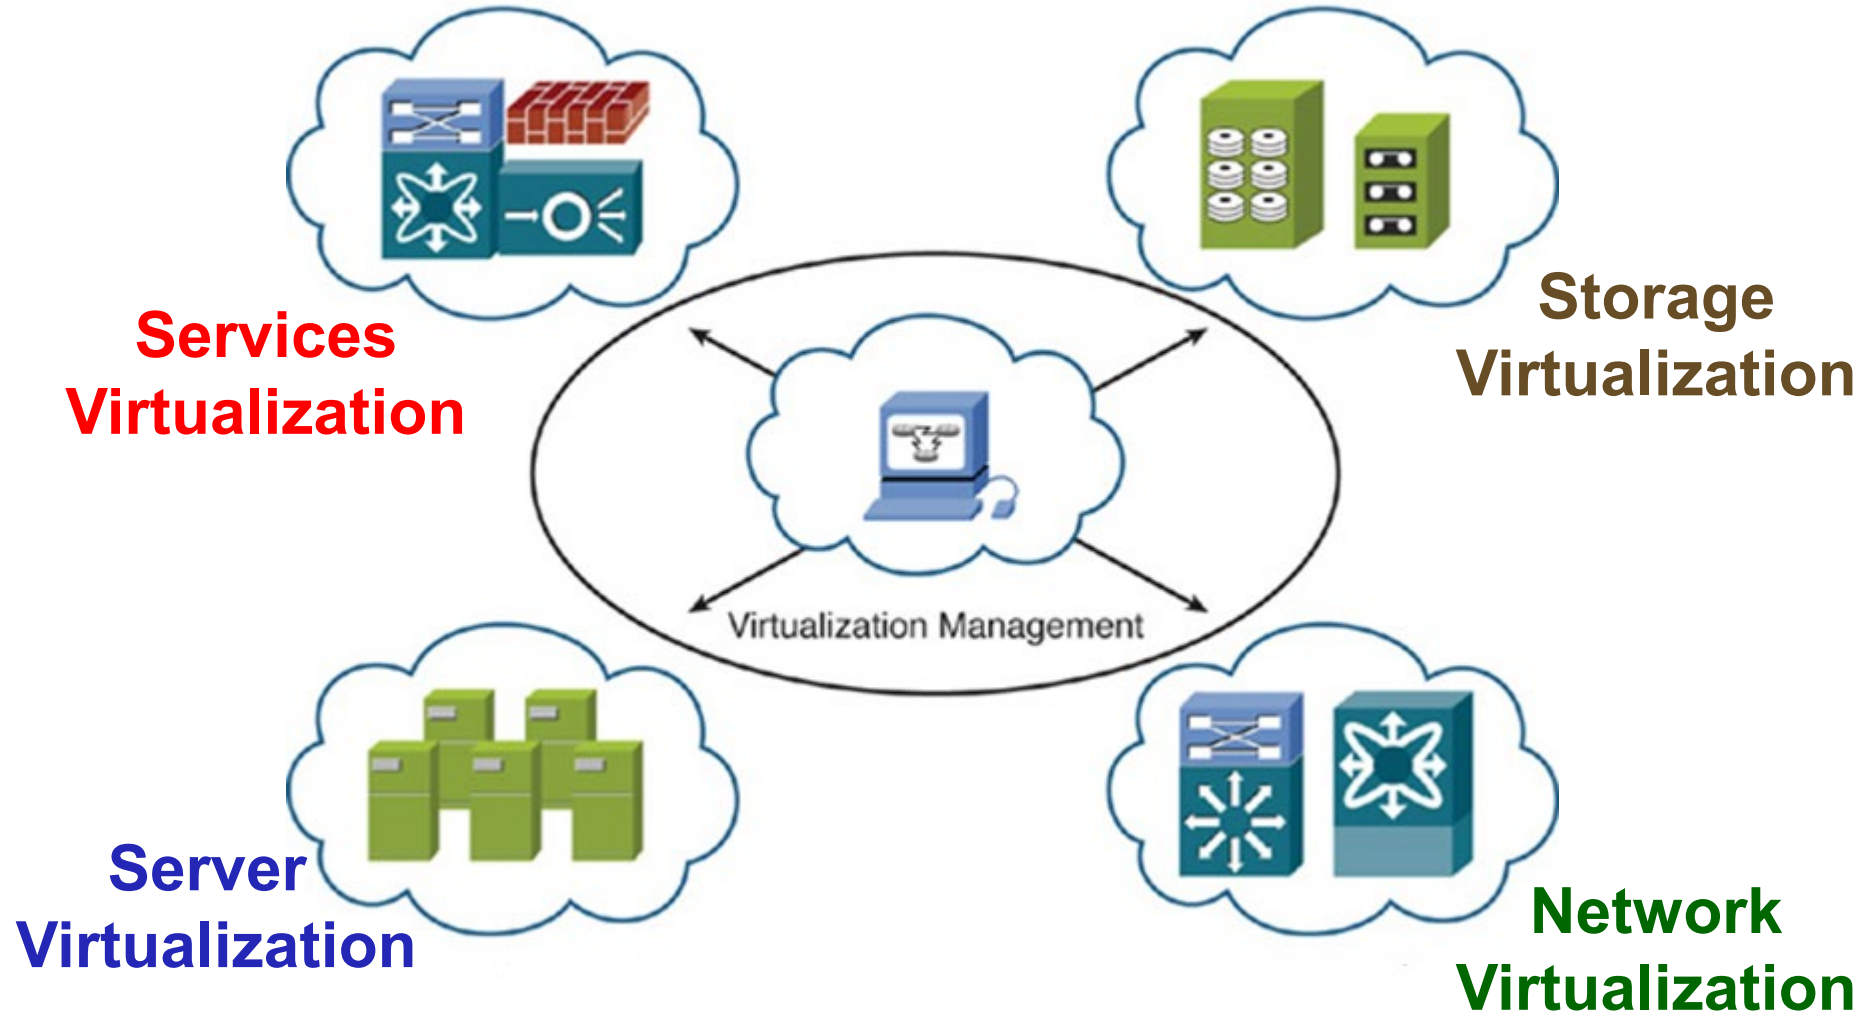 Services
Virtualization
Storage
Virtualization
Virtualization Management
Server
Virtualization
Network
Virtualization